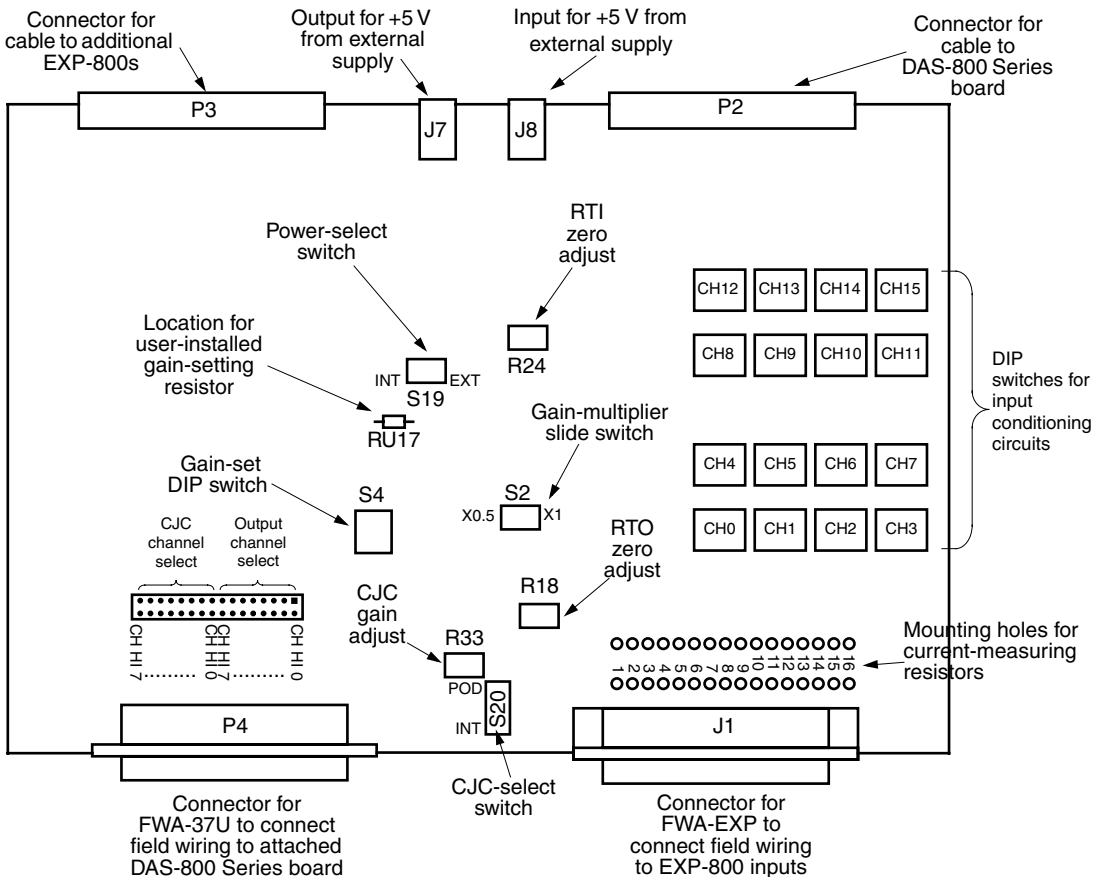 Connector for
cable to additional
EXP-800s
Output for +5 V
from external
supply
Input for +5 V from
external supply
Connector for
cable to
DAS-800 Series
board
P3
J7
J8
P2
Power-select
switch
RTI
zero
adjust
CH12 CH13 CH14 CH15
Location for
user-installed
gain-setting
resistor
R24
CH8 CH9 CH10 CH11
INT EXT
S19
DIP
switches for
input
conditioning
circuits
RU17
Gain-multiplier
slide switch
Gain-set
DIP switch
CH4 CH5 CH6 CH7
S4
S2
X0.5 X1
CH0 CH1 CH2 CH3
CJC
channel
select
Output
channel
select
RTO
zero
adjust
CJC
gain
adjust
R18
CH HI 7 ......... CH HI 0
CH HI 7 ......... CH HI 0
R33
POD
INT
S20
1 2 3 4 5 6 7 8 9 10 11 12 13 14 15 16
Mounting holes for
current-measuring
resistors
P4
J1
CJC-select
switch
Connector for
FWA-37U to connect
field wiring to attached
DAS-800 Series board
Connector for
FWA-EXP to
connect field wiring
to EXP-800 inputs